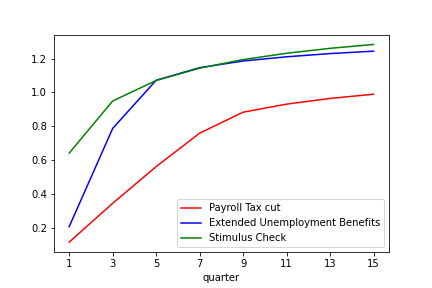 1.2
1.0
0.8
0.6
0.4
0.2
Payroll Tax cut
Extended Unemployment Benefits
Stimulus Check
1 3 5 7 9 11 13 15
quarter